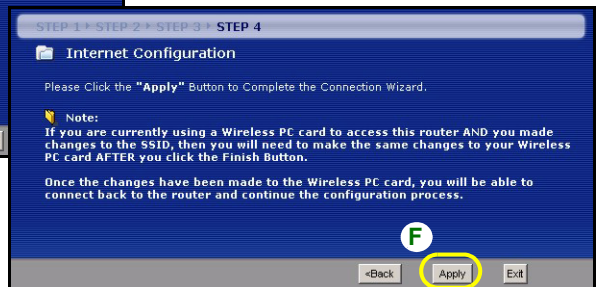 STEP 1 STEP 2 STEP 3 STEP 4
Internet Configuration
Please Click the "Apply" Button to Complete the Connection Wizard.
Note:
If you are currently using a Wireless PC card to access this router AND you made
changes to the SSID, then you will need to make the same changes to your Wireless
PC card AFTER you click the Finish Button.
Once the changes have been made to the Wireless PC card, you will be able to
connect back to the router and continue the configuration process.
F
<Back Apply Exit